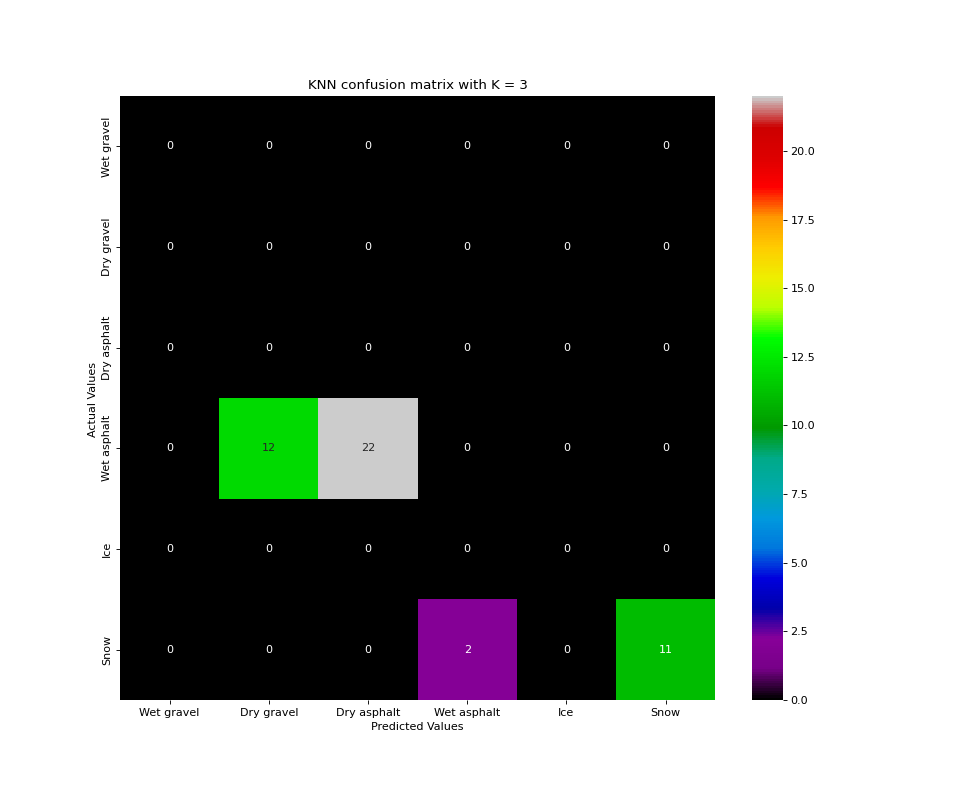 KNN confusion matrix with K = 3
Actual Values
Wet gravel
0 0 0 0 0 0
Dry gravel
0 0 0 0 0 0
Dry asphalt
0 0 0 0 0 0
Wet asphalt
0 12 22 0 0 0
Ice
0 0 0 0 0 0
Snow
0 0 0 2 0 11
Wet gravel Dry gravel Dry asphalt Wet asphalt Ice Snow
Predicted Values
20.0
17.5
15.0
12.5
10.0
7.5
5.0
2.5
0.0